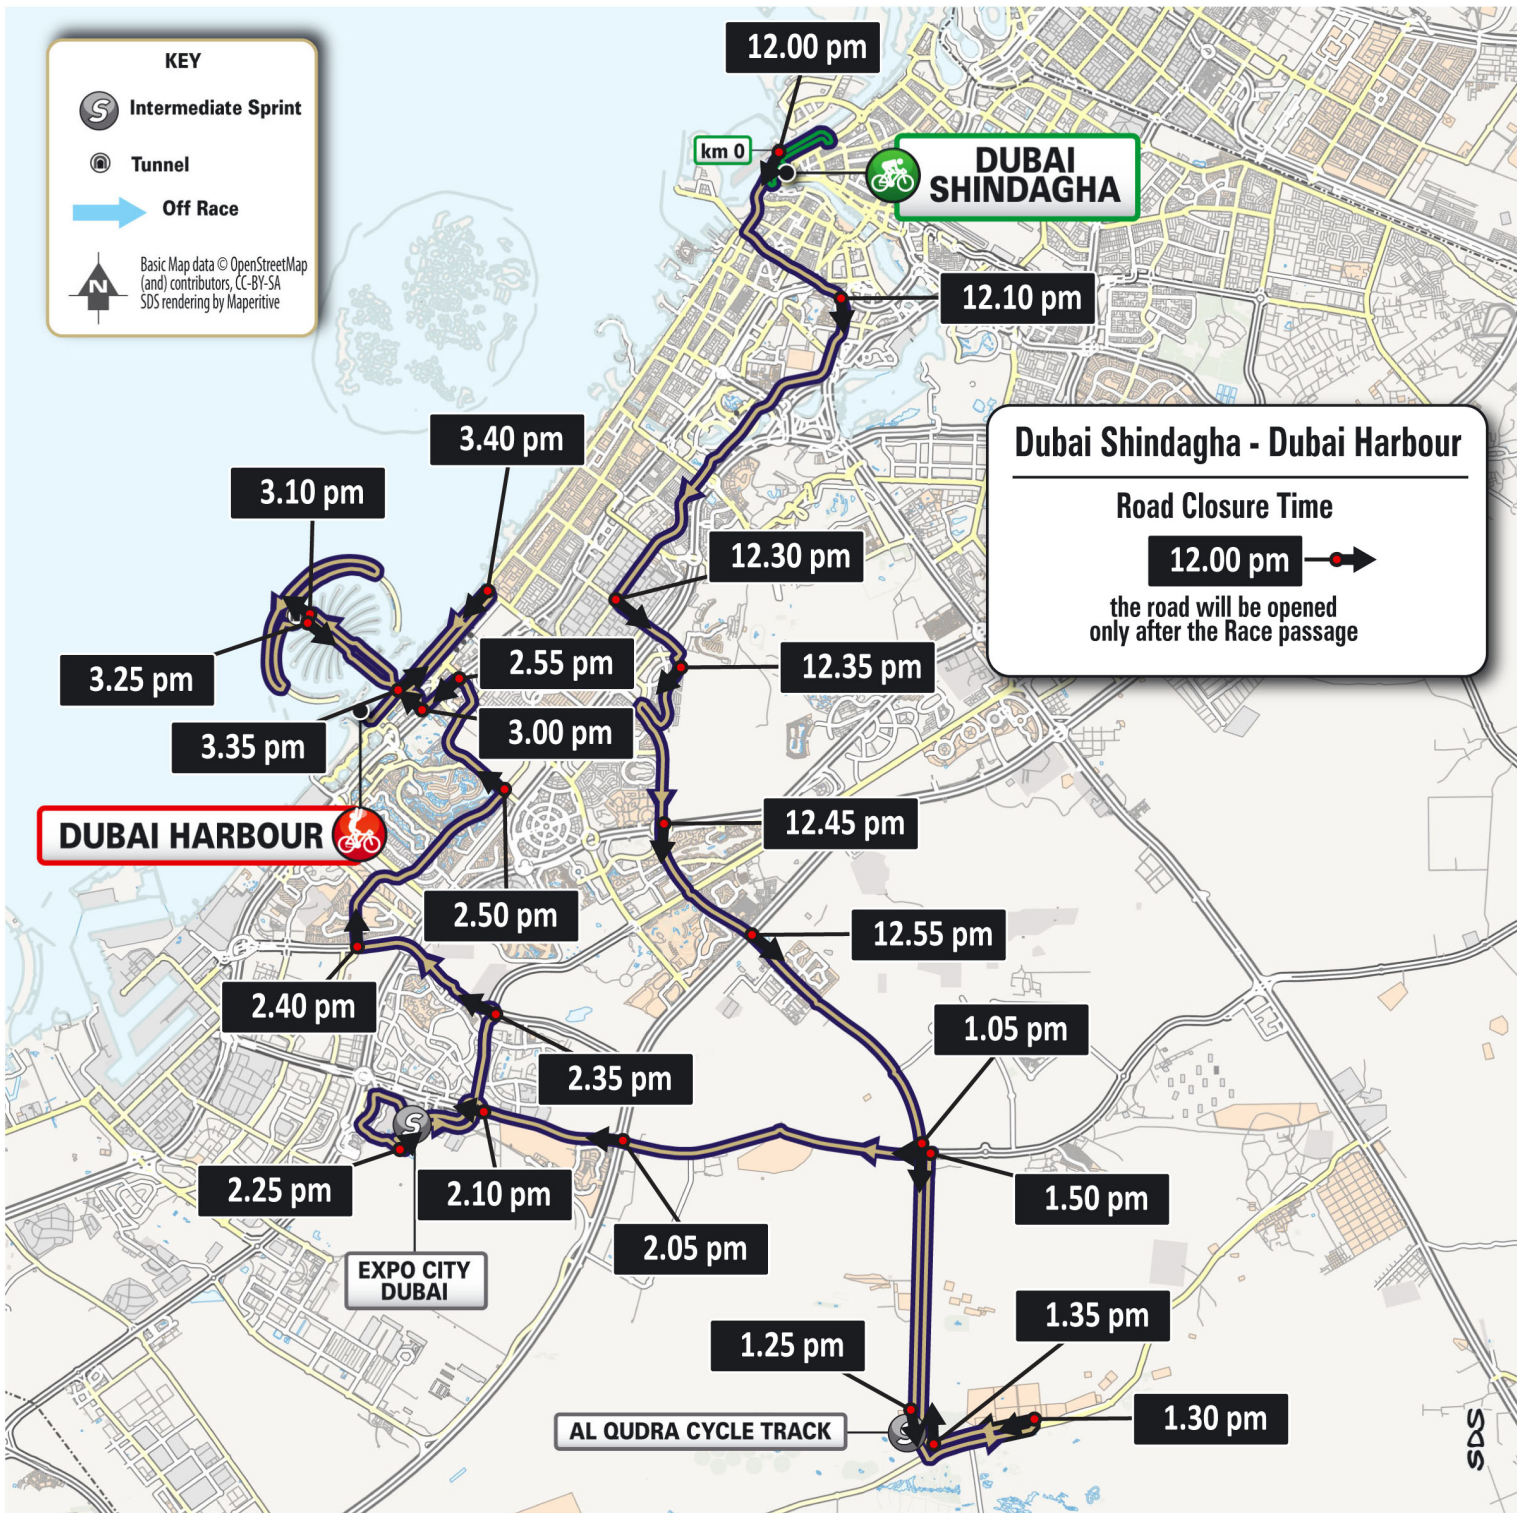 12.00 pm
KEY
Intermediate Sprint
Tunnel
Off Race
N
Basic Map data © OpenStreetMap
(and) contributors, CC-BY-SA
SDS rendering by Maperitive
km 0
DUBAI
SHINDAGHA
12.10 pm
Dubai Shindagha - Dubai Harbour
Road Closure Time
12.00 pm
the road will be opened
only after the Race passage
3.40 pm
3.10 pm
12.30 pm
3.25 pm
2.55 pm
12.35 pm
3.35 pm
3.00 pm
DUBAI HARBOUR
12.45 pm
2.50 pm
12.55 pm
2.40 pm
1.05 pm
2.35 pm
S
2.25 pm
2.10 pm
1.50 pm
2.05 pm
EXPO CITY
DUBAI
1.25 pm
1.35 pm
AL QUDRA CYCLE TRACK
S
1.30 pm
SDS